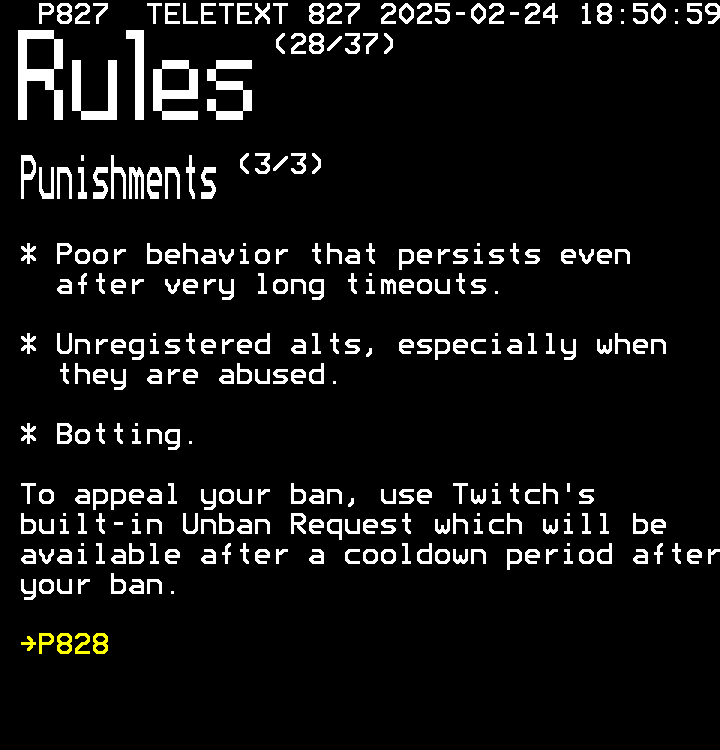 P827 TELETEXT 827 2025-02-24 18:50:59
Rules (28/37)
Punishments (3/3)
* Poor behavior that persists even
after very long timeouts.
* Unregistered alts, especially when
they are abused.
* Botting.
To appeal your ban, use Twitch's
built-in Unban Request which will be
available after a cooldown period after
your ban.
→P828